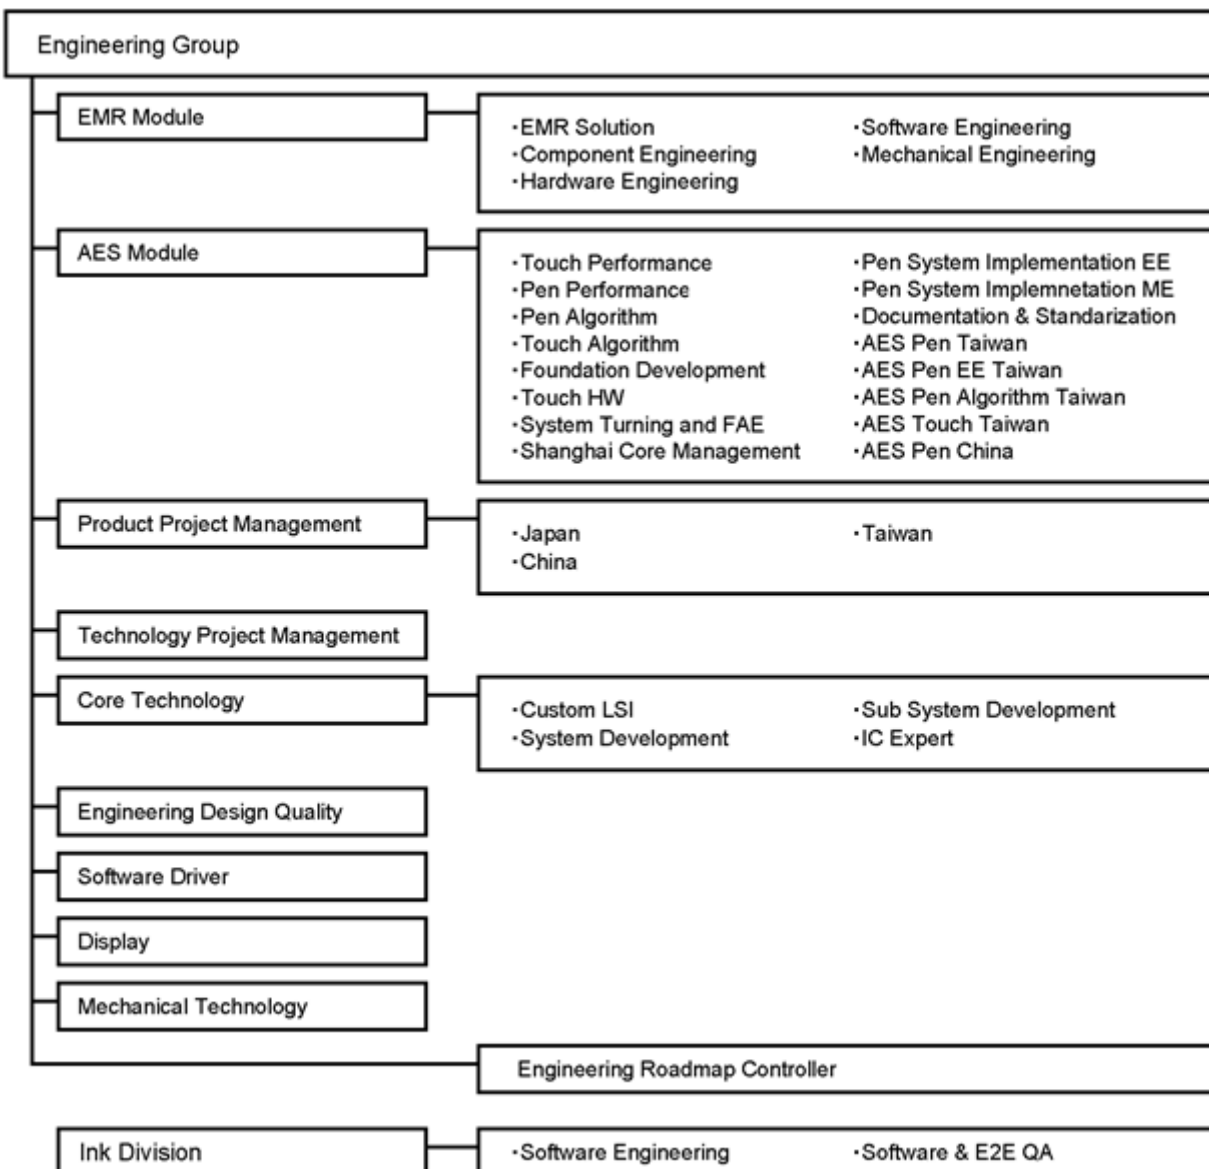 Engineering Group
EMR Module
・EMR Solution
・Component Engineering
・Hardware Engineering
・Software Engineering
・Mechanical Engineering
AES Module
・Touch Performance
・Pen Performance
・Pen Algorithm
・Touch Algorithm
・Foundation Development
・Touch HW
・System Turning and FAE
・Shanghai Core Management
・Pen System Implementation EE
・Pen System Implemnetation ME
・Documentation & Standarization
・AES Pen Taiwan
・AES Pen EE Taiwan
・AES Pen Algorithm Taiwan
・AES Touch Taiwan
・AES Pen China
Product Project Management
・Japan
・China
・Taiwan
Technology Project Management
Core Technology
・Custom LSI
・System Development
・Sub System Development
・IC Expert
Engineering Design Quality
Software Driver
Display
Mechanical Technology
Engineering Roadmap Controller
Ink Division
・Software Engineering
・Software & E2E QA